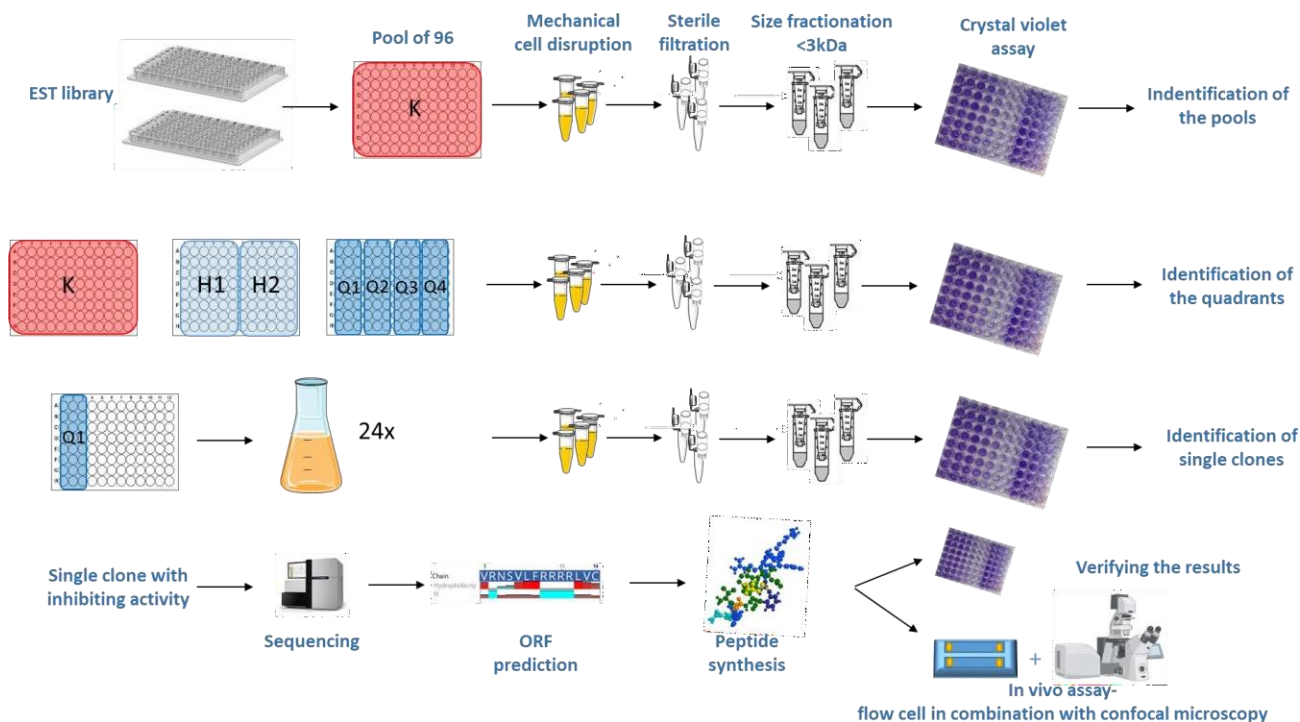 EST library
Pool of 96
K
Mechanical
cell disruption
Sterile
filtration
Size fractionation
<3kDa
Crystal violet
assay
Indentification of
the pools
K
H1 H2
Q1 Q2 Q3 Q4
Identification of
the quadrants
Q1
24x
Identification of
single clones
Single clone with
inhibiting activity
Sequencing
Chain
VRNSVLFRRRRLVC
Hydrophobicity
ORF
prediction
Peptide
synthesis
Verifying the results
+
In vivo assay-
flow cell in combination with confocal microscopy